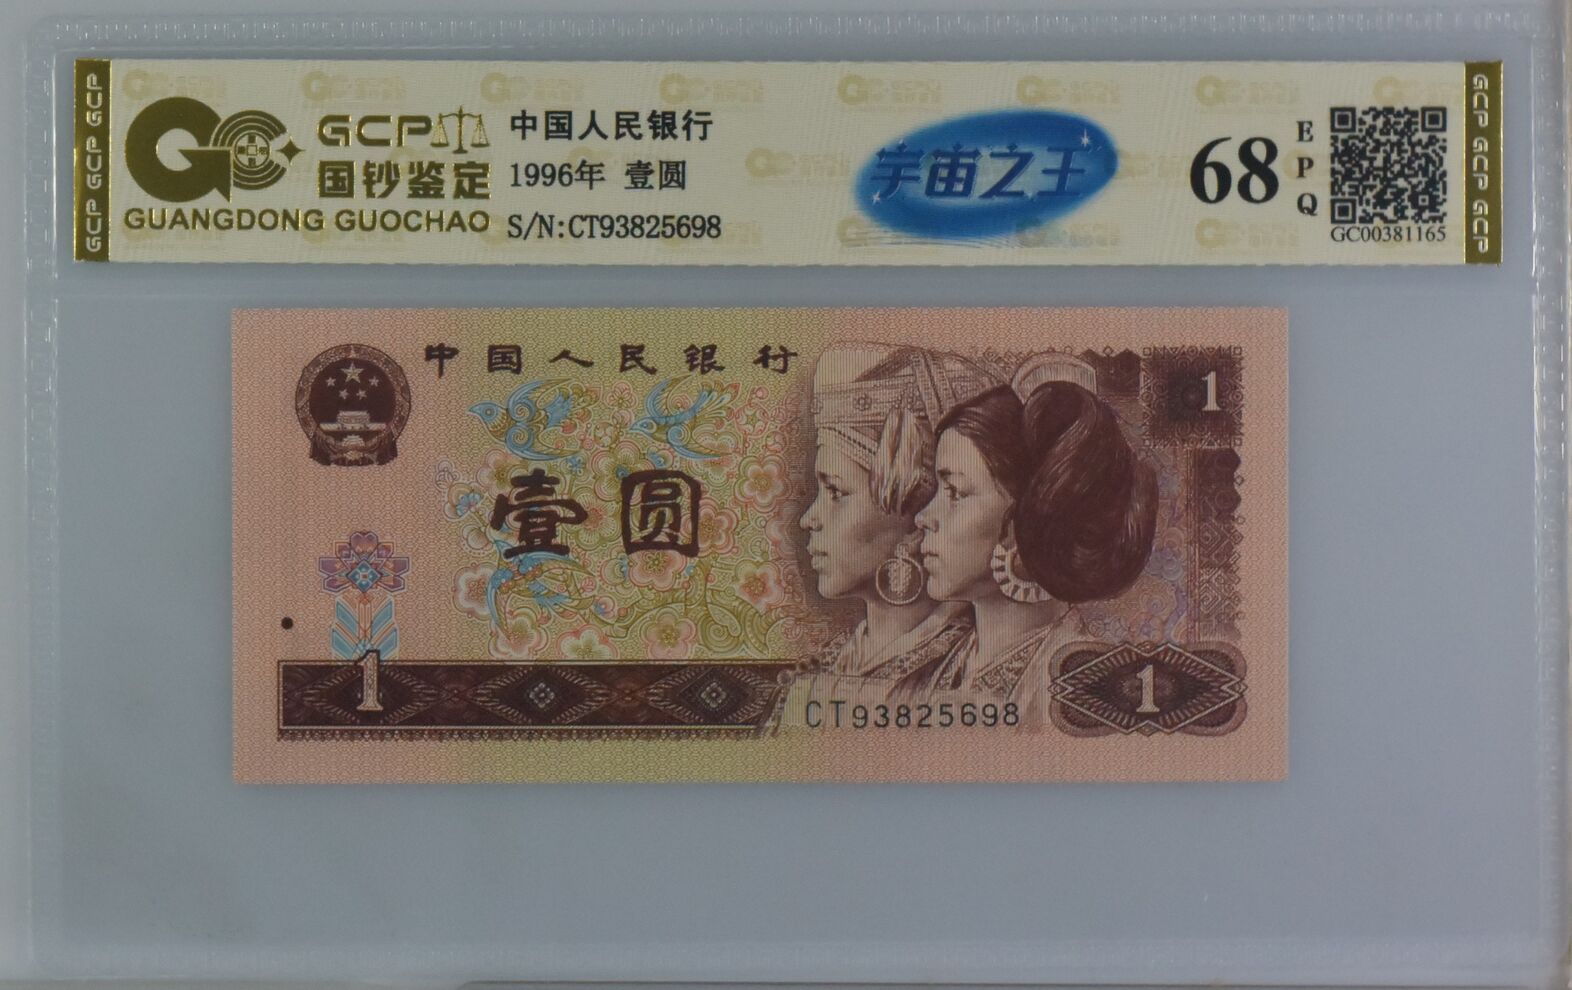 GCP GCP GCP
GCP
国钞鉴定
GUANGDONG GUOCHAO
中国人民银行
1996年 壹圆
S/N:CT93825698
宇宙之王
68
EPQ
GC00381165
GCP GCP GCP
中国人民银行
1
壹圆
1
CT93825698
1